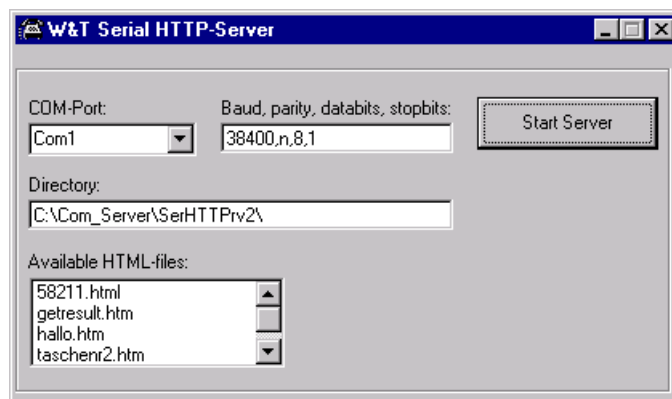 W&T Serial HTTP-Server
COM-Port:
Baud, parity, databits, stopbits:
Com1
38400,n,8,1
Start Server
Directory:
C:\Com_Server\SerHTTPrv2\
Available HTML-files:
58211.html
getresult.htm
hallo.htm
taschenr2.htm